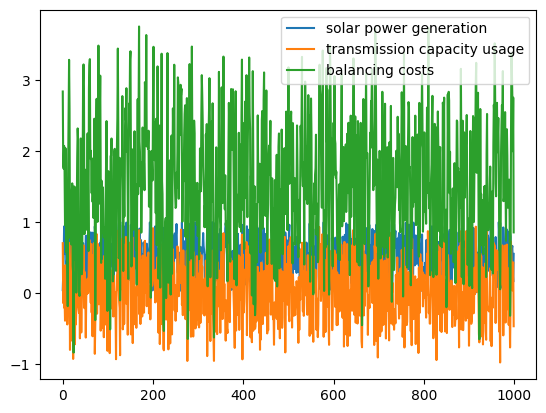 solar power generation
transmission capacity usage
balancing costs
3
2
1
0
−1
0 200 400 600 800 1000